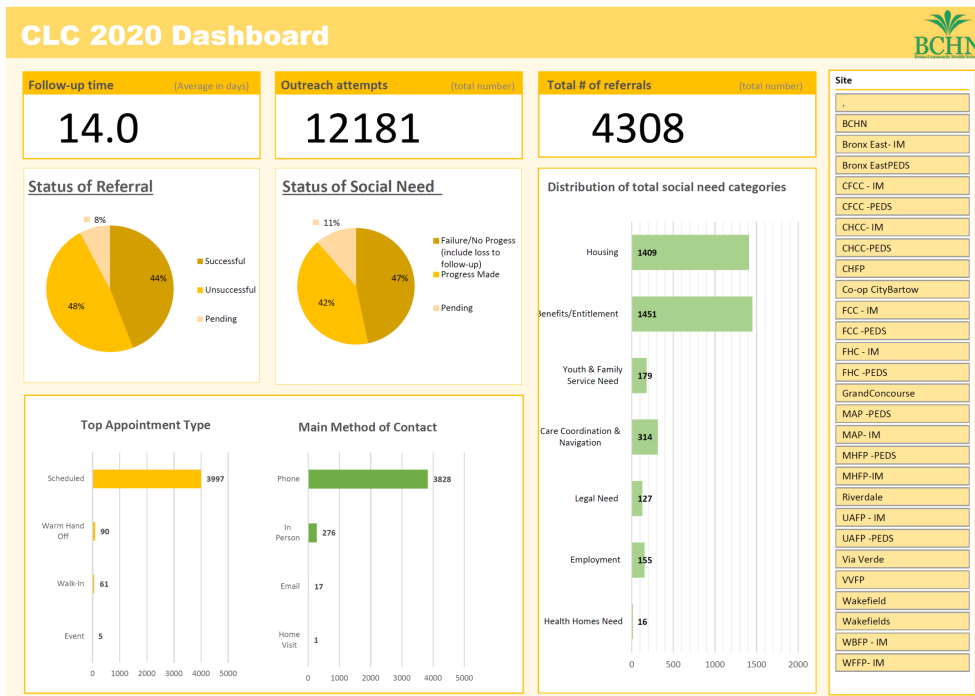 CLC 2020 Dashboard
BCHN
Follow-up time (Average in days)
14.0
Outreach attempts (total number)
12181
Total # of referrals (total number)
4308
Status of Referral
8%
44%
48%
Successful
Unsuccessful
Pending
Status of Social Need
11%
47%
42%
Failure/No Progess
(include loss to
follow-up)
Progress Made
Pending
Distribution of total social need categories
Housing 1409
Benefits/Entitlement 1451
Youth & Family
Service Need
179
Care Coordination &
Navigation
314
Legal Need 127
Employment 155
Health Homes Need 16
0 500 1000 1500 2000
Top Appointment Type
Scheduled 3997
Warm Hand
Off
90
Walk-In 61
Event 5
0 1000 2000 3000 4000 5000
Main Method of Contact
Phone 3828
In
Person
276
Email 17
Home
Visit
1
0 1000 2000 3000 4000 5000
Site
.
BCHN
Bronx East- IM
Bronx EastPEDS
CFCC - IM
CFCC -PEDS
CHCC- IM
CHCC-PEDS
CHFP
Co-op CityBartow
FCC - IM
FCC -PEDS
FHC - IM
FHC -PEDS
GrandConcourse
MAP -PEDS
MAP- IM
MHFP -PEDS
MHFP-IM
Riverdale
UAFP - IM
UAFP -PEDS
Via Verde
VVFP
Wakefield
Wakefields
WBFP - IM
WFFP- IM